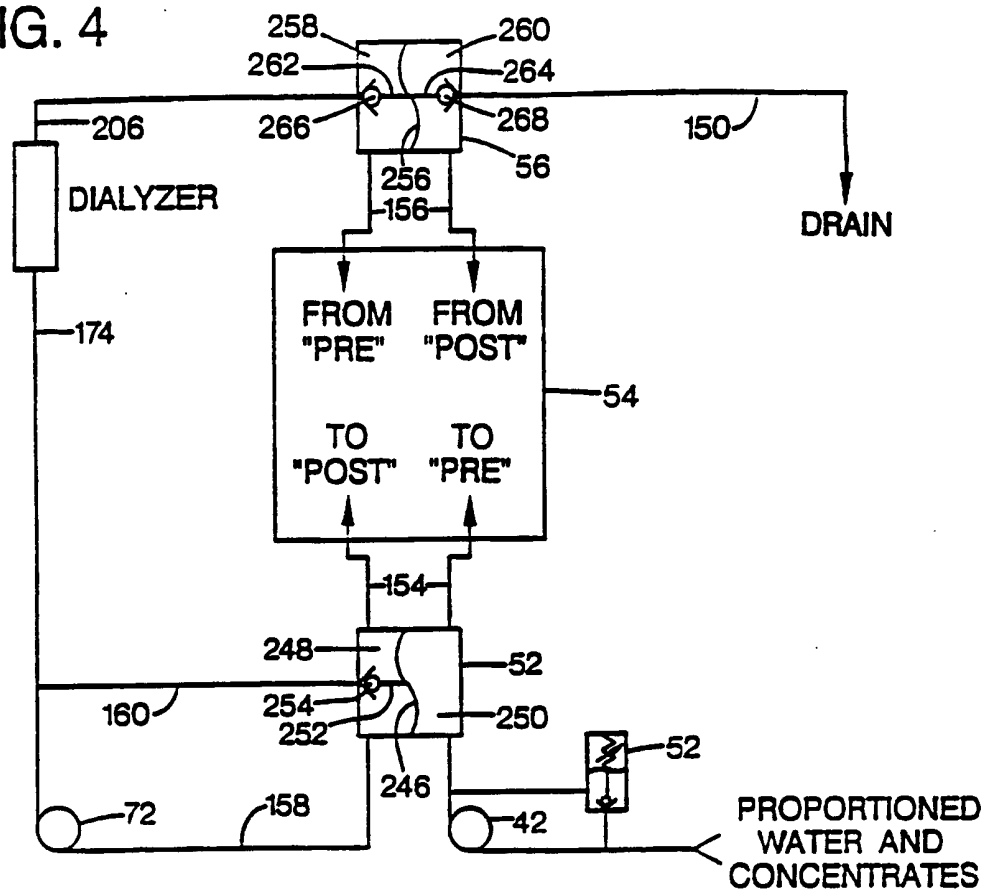 IG. 4
258
260
262
264
266
268
206
150
56
256
156
DIALYZER
DRAIN
FROM "PRE"
FROM "POST"
174
54
TO "POST"
TO "PRE"
154
248
52
254
160
252
250
246
52
72
158
42
PROPORTIONED
WATER AND
CONCENTRATES